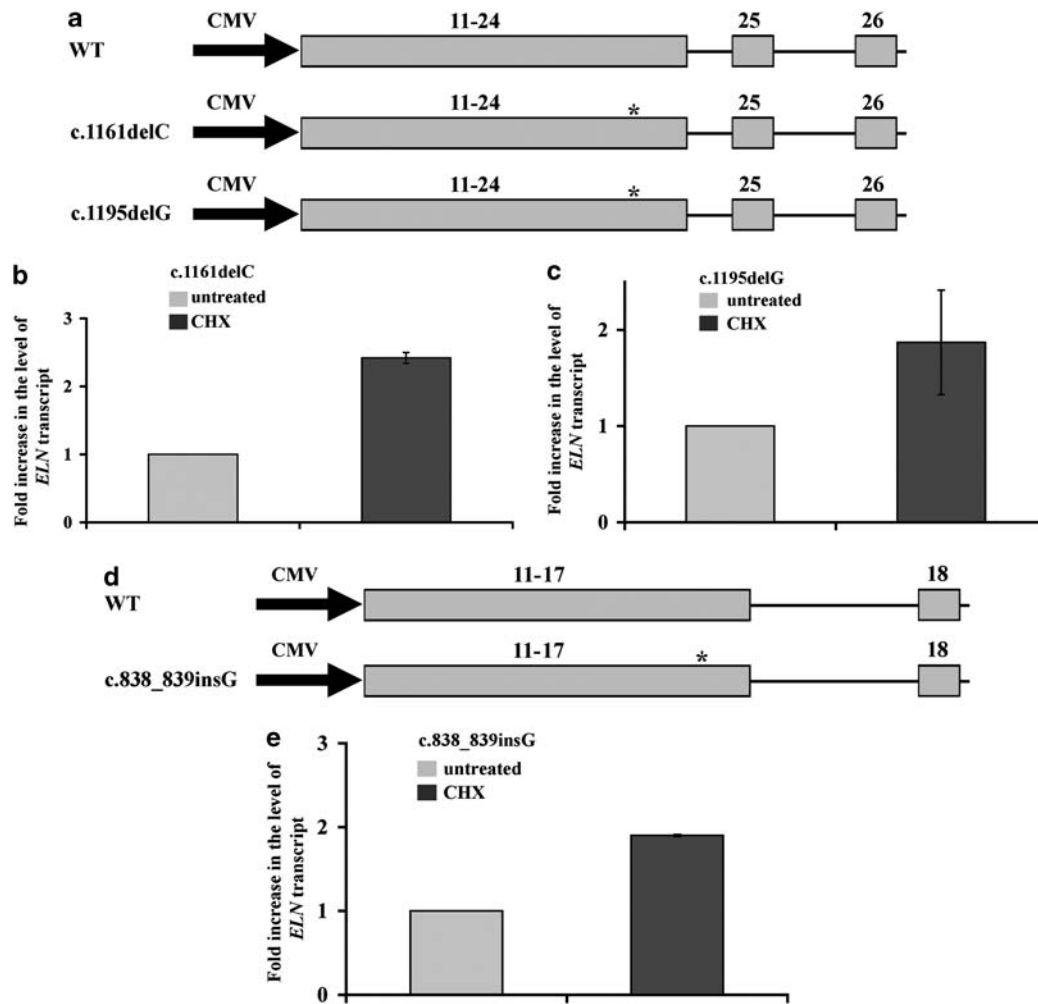 a
CMV 11-24 25 26
WT
CMV 11-24 * 25 26
c.1161delC
CMV 11-24 * 25 26
c.1195delG
b
c.1161delC
untreated
CHX
Fold increase in the level of
ELN transcript
3
2
1
0
c
c.1195delG
untreated
CHX
Fold increase in the level of
ELN transcript
2
1
0
d
CMV 11-17 18
WT
CMV 11-17 * 18
c.838_839insG
e
c.838_839insG
untreated
CHX
Fold increase in the level of
ELN transcript
3
2
1
0